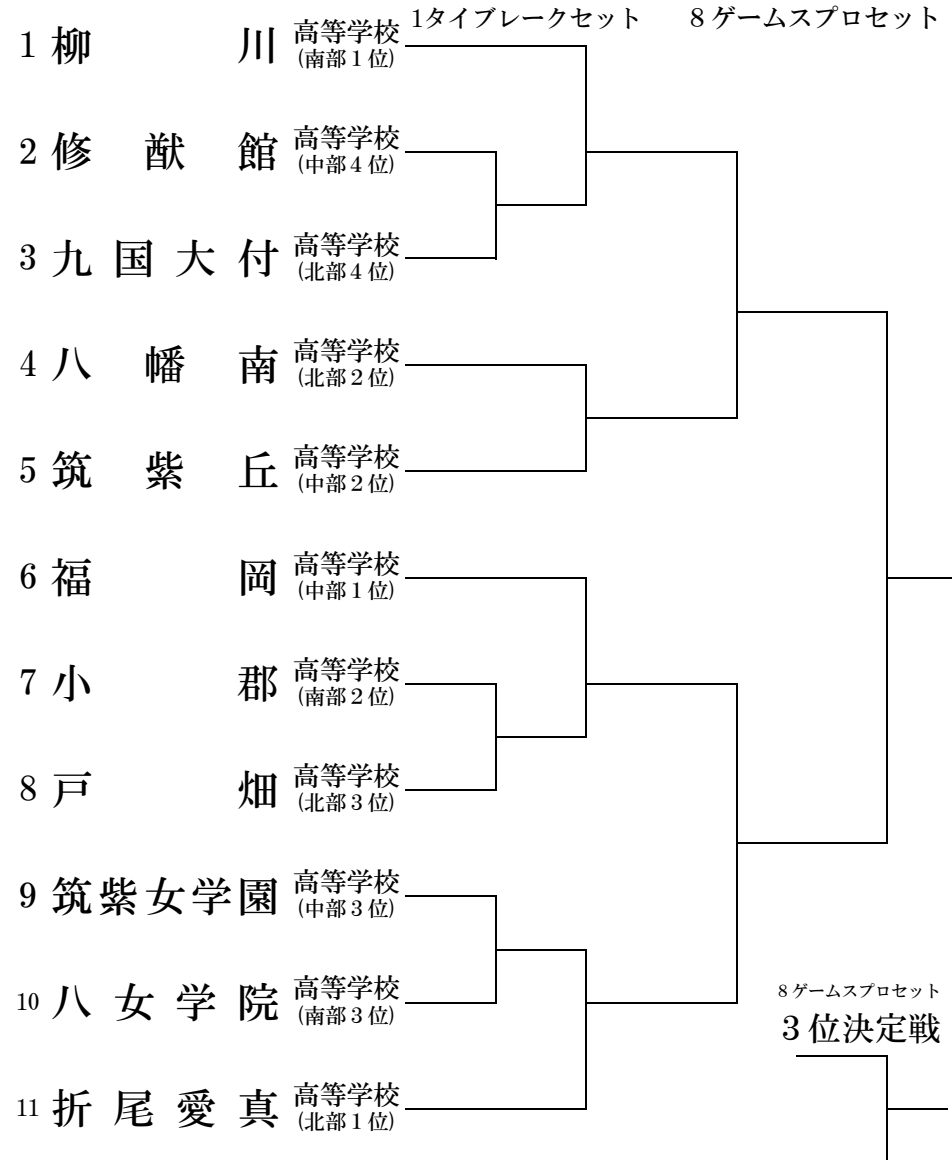 1タイブレークセット 8ゲームスプロセット
1 柳川 高等学校
(南部1位)
2 修猷館 高等学校
(中部4位)
3 九国大付 高等学校
(北部4位)
4 八幡南 高等学校
(北部2位)
5 筑紫丘 高等学校
(中部2位)
6 福岡 高等学校
(中部1位)
7 小郡 高等学校
(南部2位)
8 戸畑 高等学校
(北部3位)
9 筑紫女学園 高等学校
(中部3位)
10 八女学院 高等学校
(南部3位)
11 折尾愛真 高等学校
(北部1位)
8ゲームスプロセット
3位決定戦